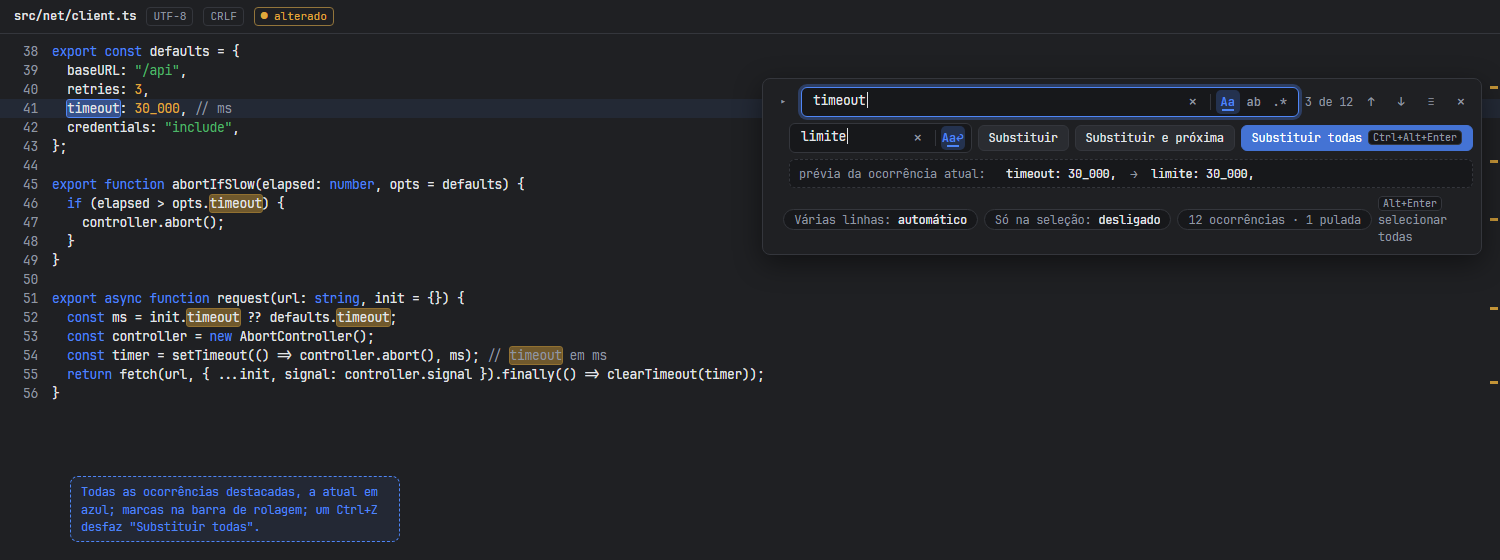 src/net/client.ts UTF-8 CRLF ● alterado
38 export const defaults = {
39 baseURL: "/api",
40 retries: 3,
41 timeout: 30_000, // ms
42 credentials: "include",
43 };
44
45 export function abortIfSlow(elapsed: number, opts = defaults) {
46 if (elapsed > opts.timeout) {
47 controller.abort();
48 }
49 }
50
51 export async function request(url: string, init = {}) {
52 const ms = init.timeout ?? defaults.timeout;
53 const controller = new AbortController();
54 const timer = setTimeout(() => controller.abort(), ms); // timeout em ms
55 return fetch(url, { ...init, signal: controller.signal }).finally(() => clearTimeout(timer));
56 }
▸ timeout × Aa ab .* 3 de 12 ↑ ↓ Ξ ×
limite × Aa↩ Substituir Substituir e próxima Substituir todas Ctrl+Alt+Enter
prévia da ocorrência atual: timeout: 30_000, → limite: 30_000,
Várias linhas: automático Só na seleção: desligado 12 ocorrências · 1 pulada Alt+Enter
selecionar
todas
Todas as ocorrências destacadas, a atual em
azul; marcas na barra de rolagem; um Ctrl+Z
desfaz "Substituir todas".